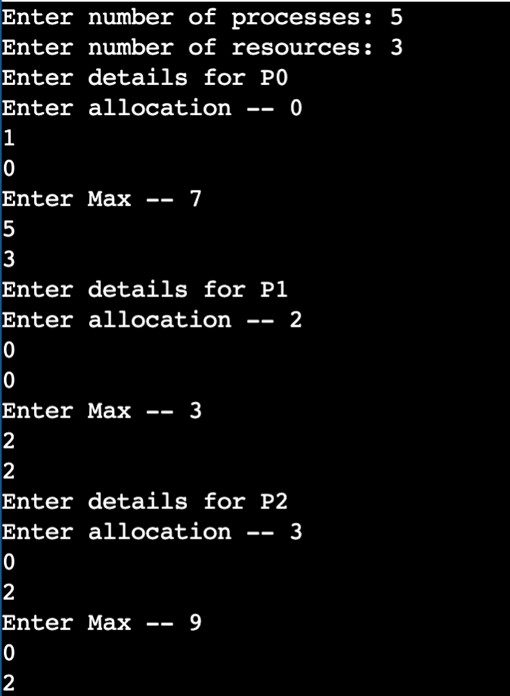 Enter number of processes: 5
Enter number of resources: 3
Enter details for P0
Enter allocation -- 0
1
0
Enter Max -- 7
5
3
Enter details for P1
Enter allocation -- 2
0
0
Enter Max -- 3
2
2
Enter details for P2
Enter allocation -- 3
0
2
Enter Max -- 9
0
2